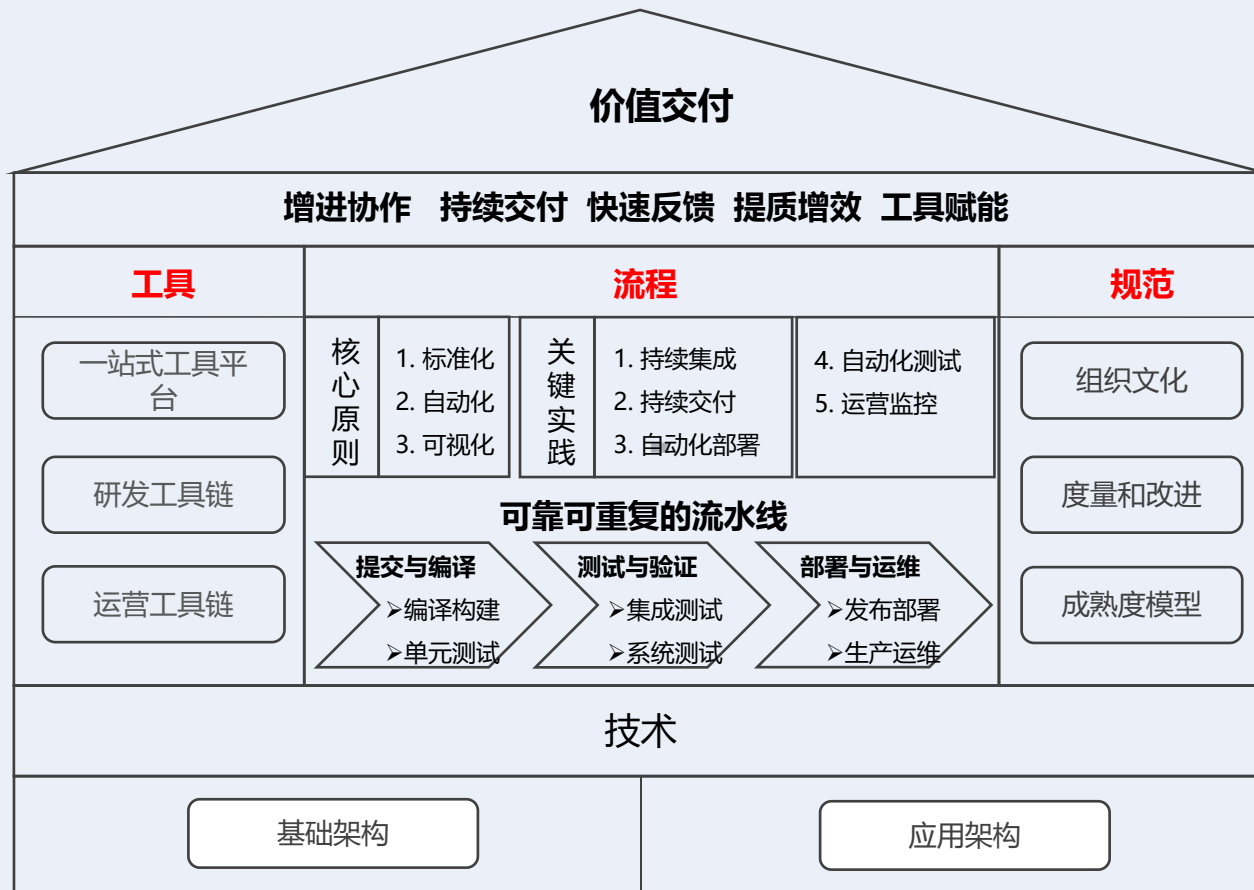 价值交付
增进协作 持续交付 快速反馈 提质增效 工具赋能
工具
一站式工具平
台
研发工具链
运营工具链
流程
核
心
原
则
1. 标准化
2. 自动化
3. 可视化
关
键
实
践
1. 持续集成
2. 持续交付
3. 自动化部署
4. 自动化测试
5. 运营监控
可靠可重复的流水线
提交与编译
➢编译构建
➢单元测试
测试与验证
➢集成测试
➢系统测试
部署与运维
➢发布部署
➢生产运维
规范
组织文化
度量和改进
成熟度模型
技术
基础架构
应用架构